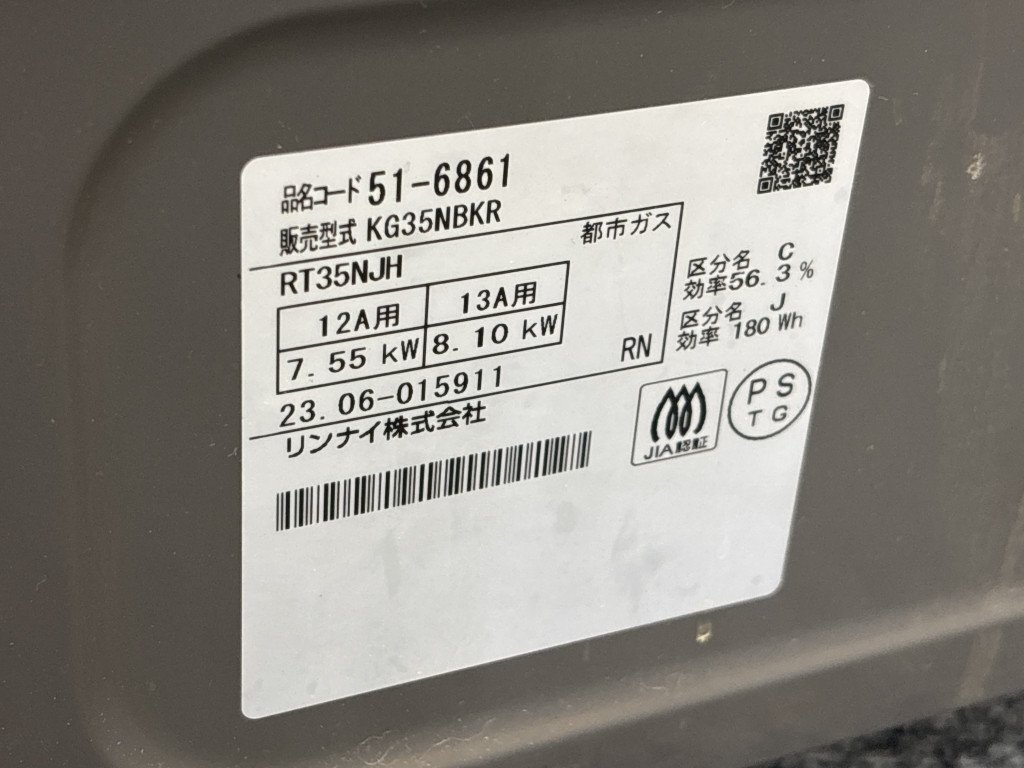 品名コード 51-6861
販売型式 KG35NBKR
都市ガス
RT35NJH
12A用 13A用
7.55 kW 8.10 kW
RN
23.06-015911
リンナイ株式会社
区分名 C
効率56.3%
区分名 J
効率 180 Wh
JIA認証
PS
TG